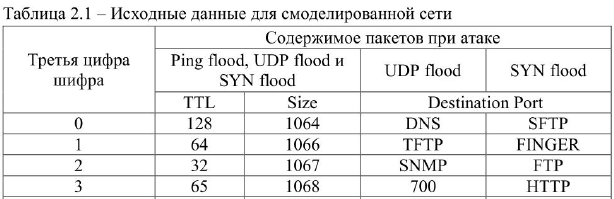 Таблица 2.1 – Исходные данные для смоделированной сети
Третья цифра шифра
Содержимое пакетов при атаке
Ping flood, UDP flood и SYN flood
UDP flood
SYN flood
TTL
Size
Destination Port
0 128 1064 DNS SFTP
1 64 1066 TFTP FINGER
2 32 1067 SNMP FTP
3 65 1068 700 HTTP